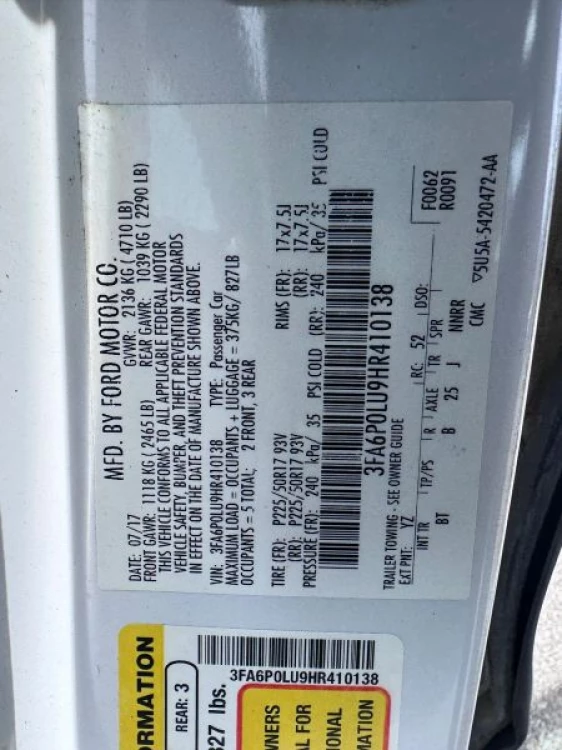 MFD. BY FORD MOTOR CO.
DATE: 07/17 GVWR: 2136 KG ( 4710 LB)
FRONT GAWR: 1118 KG ( 2465 LB) REAR GAWR: 1039 KG ( 2290 LB)
THIS VEHICLE CONFORMS TO ALL APPLICABLE FEDERAL MOTOR
VEHICLE SAFETY, BUMPER, AND THEFT PREVENTION STANDARDS
IN EFFECT ON THE DATE OF MANUFACTURE SHOWN ABOVE.
VIN: 3FA6P0LU9HR410138 TYPE: Passenger Car
MAXIMUM LOAD = OCCUPANTS + LUGGAGE = 375KG/ 827LB
OCCUPANTS = 5 TOTAL; 2 FRONT, 3 REAR
TIRE (FR): P225/50R17 93V RIMS (FR): 17x7.5J
(RR): P225/50R17 93V (RR): 17x7.5J
PRESSURE (FR): 240 kPa/ 35 PSI COLD (RR): 240 kPa/ 35 PSI COLD
3FA6P0LU9HR410138
TRAILER TOWING - SEE OWNER GUIDE
F0062
R0091
EXT PNT: YZ RC: 52 DSO:
INT TR TP/PS R AXLE TR SPR
BT B 25 J NNRR
CMC ▽5U5A-5420472-AA
ORMATION
REAR: 3
827 lbs.
3FA6P0LU9HR410138
WNERS
AL FOR
IONAL
MATION